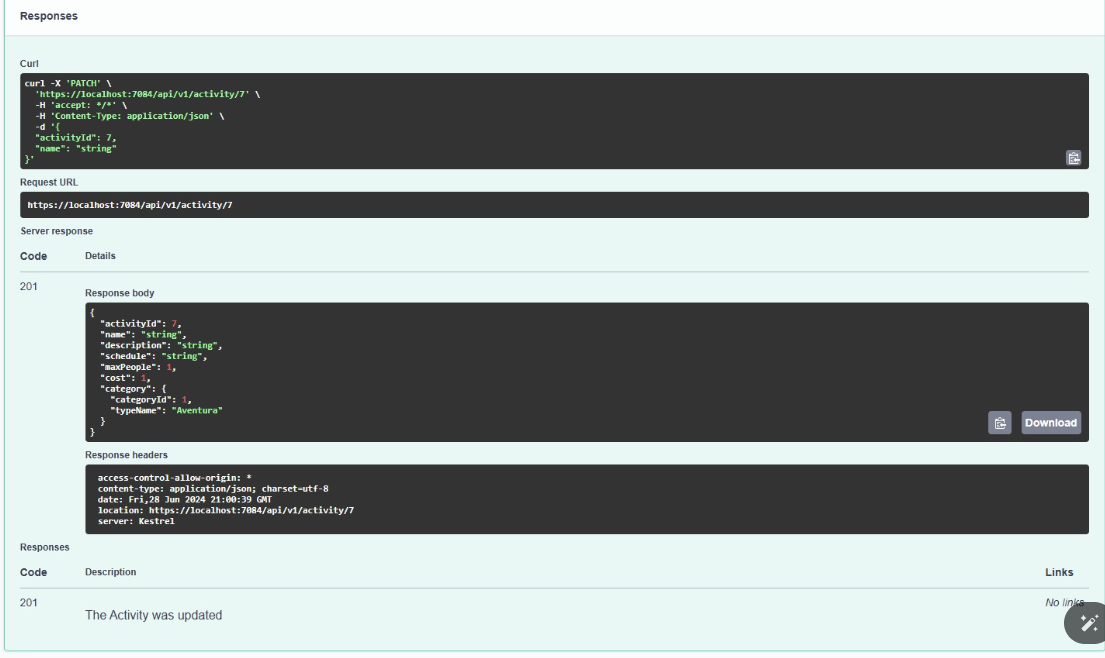 Responses
Curl
curl -X 'PATCH' \
  'https://localhost:7084/api/v1/activity/7' \
  -H 'accept: */*' \
  -H 'Content-Type: application/json' \
  -d '{
  "activityId": 7,
  "name": "string"
}'
Request URL
https://localhost:7084/api/v1/activity/7
Server response
Code Details
201
Response body
{
  "activityId": 7,
  "name": "string",
  "description": "string",
  "schedule": "string",
  "maxPeople": 1,
  "cost": 1,
  "category": {
    "categoryId": 1,
    "typeName": "Aventura"
  }
}
Download
Response headers
access-control-allow-origin: *
content-type: application/json; charset=utf-8
date: Fri,28 Jun 2024 21:00:39 GMT
location: https://localhost:7084/api/v1/activity/7
server: Kestrel
Responses
Code Description Links
201 No links
The Activity was updated